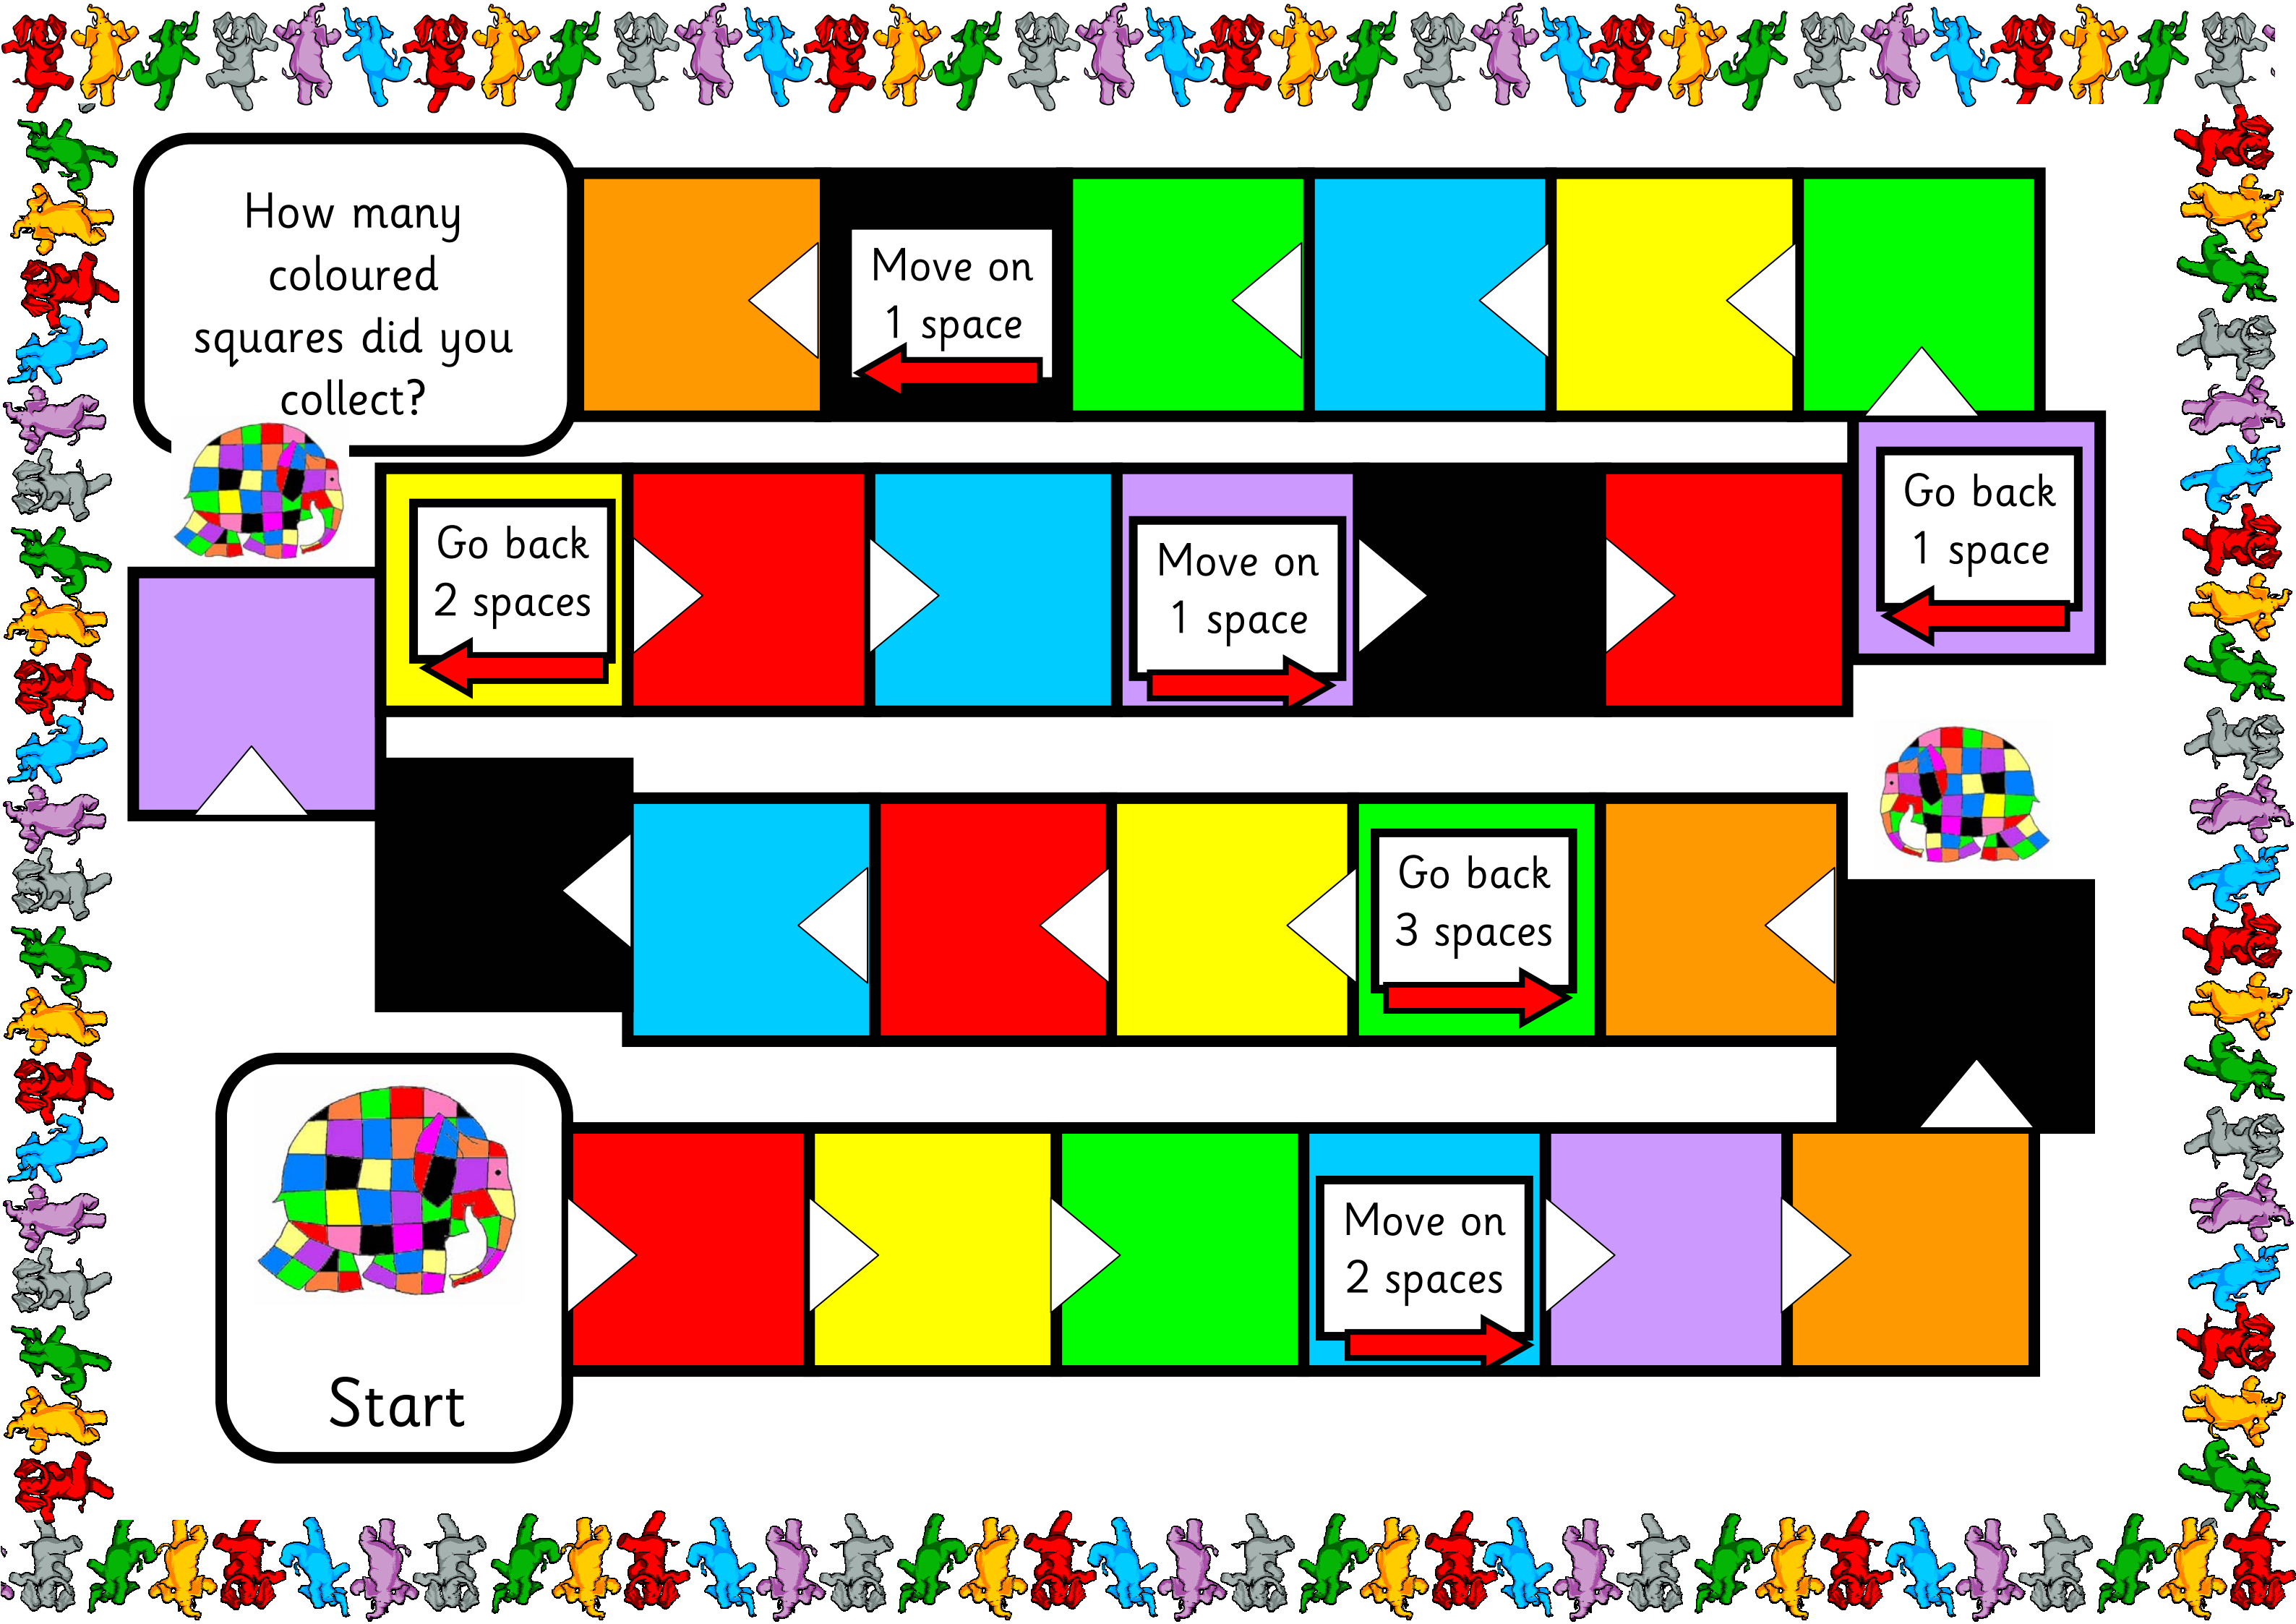 How many
coloured
squares did you
collect?
Move on
1 space
Go back
2 spaces
Move on
1 space
Go back
1 space
Go back
3 spaces
Move on
2 spaces
Start